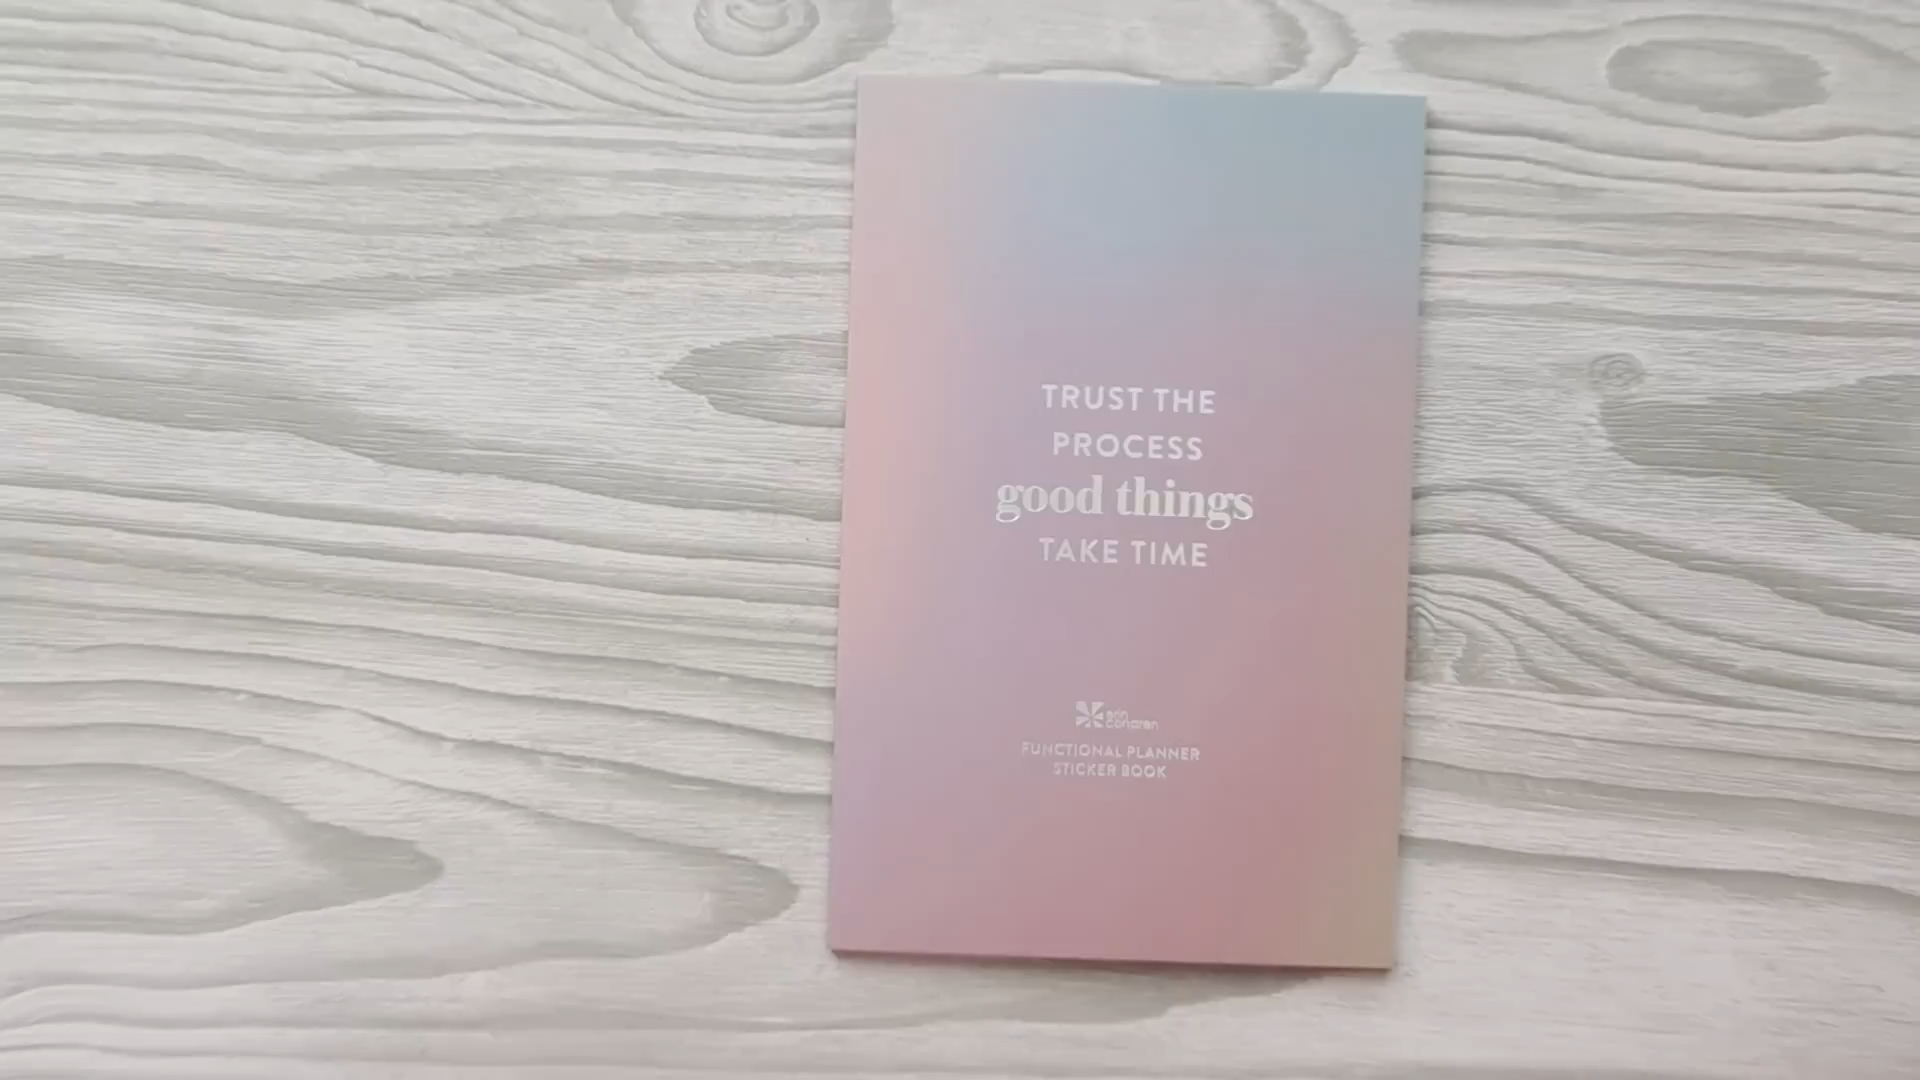 TRUST THE
PROCESS
good things
TAKE TIME
erin
condren
FUNCTIONAL PLANNER
STICKER BOOK